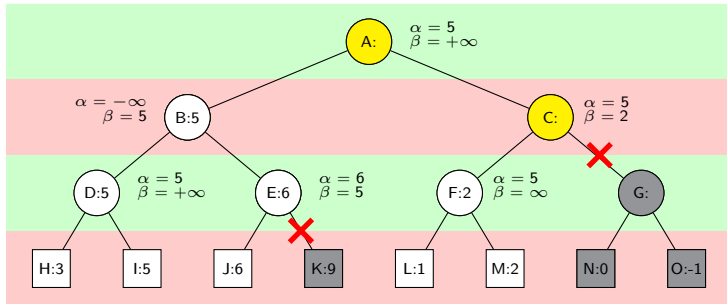 A:
α = 5
β = +∞
α = −∞
β = 5
B:5
C:
α = 5
β = 2
D:5
α = 5
β = +∞
E:6
α = 6
β = 5
F:2
α = 5
β = ∞
G:
H:3
I:5
J:6
K:9
L:1
M:2
N:0
O:-1